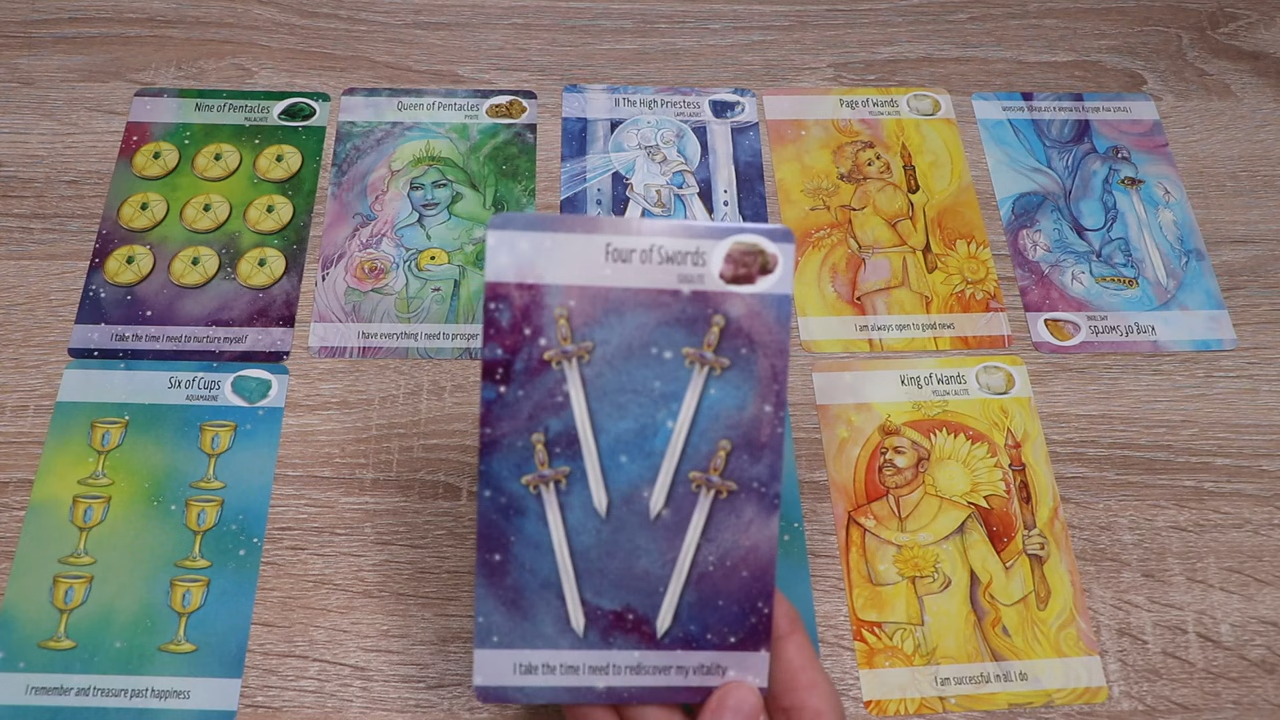 Nine of Pentacles
MALACHITE
I take the time I need to nurture myself
Queen of Pentacles
PYRITE
I have everything I need to prosper
II The High Priestess
LAPIS LAZULI
Page of Wands
YELLOW CALCITE
I am always open to good news
I trust my ability to make a strategic decision
King of Swords
AMETRINE
Six of Cups
AQUAMARINE
I remember and treasure past happiness
Four of Swords
I take the time I need to rediscover my vitality
King of Wands
YELLOW CALCITE
I am successful in all I do